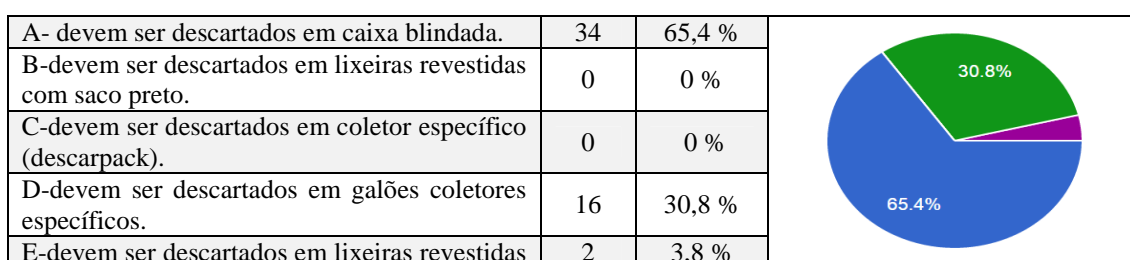 A- devem ser descartados em caixa blindada. 34 65,4 %
B-devem ser descartados em lixeiras revestidas
com saco preto. 0 0 %
C-devem ser descartados em coletor específico
(descarpack). 0 0 %
D-devem ser descartados em galões coletores
específicos. 16 30,8 %
E-devem ser descartados em lixeiras revestidas 2 3,8 %
30.8%
65.4%